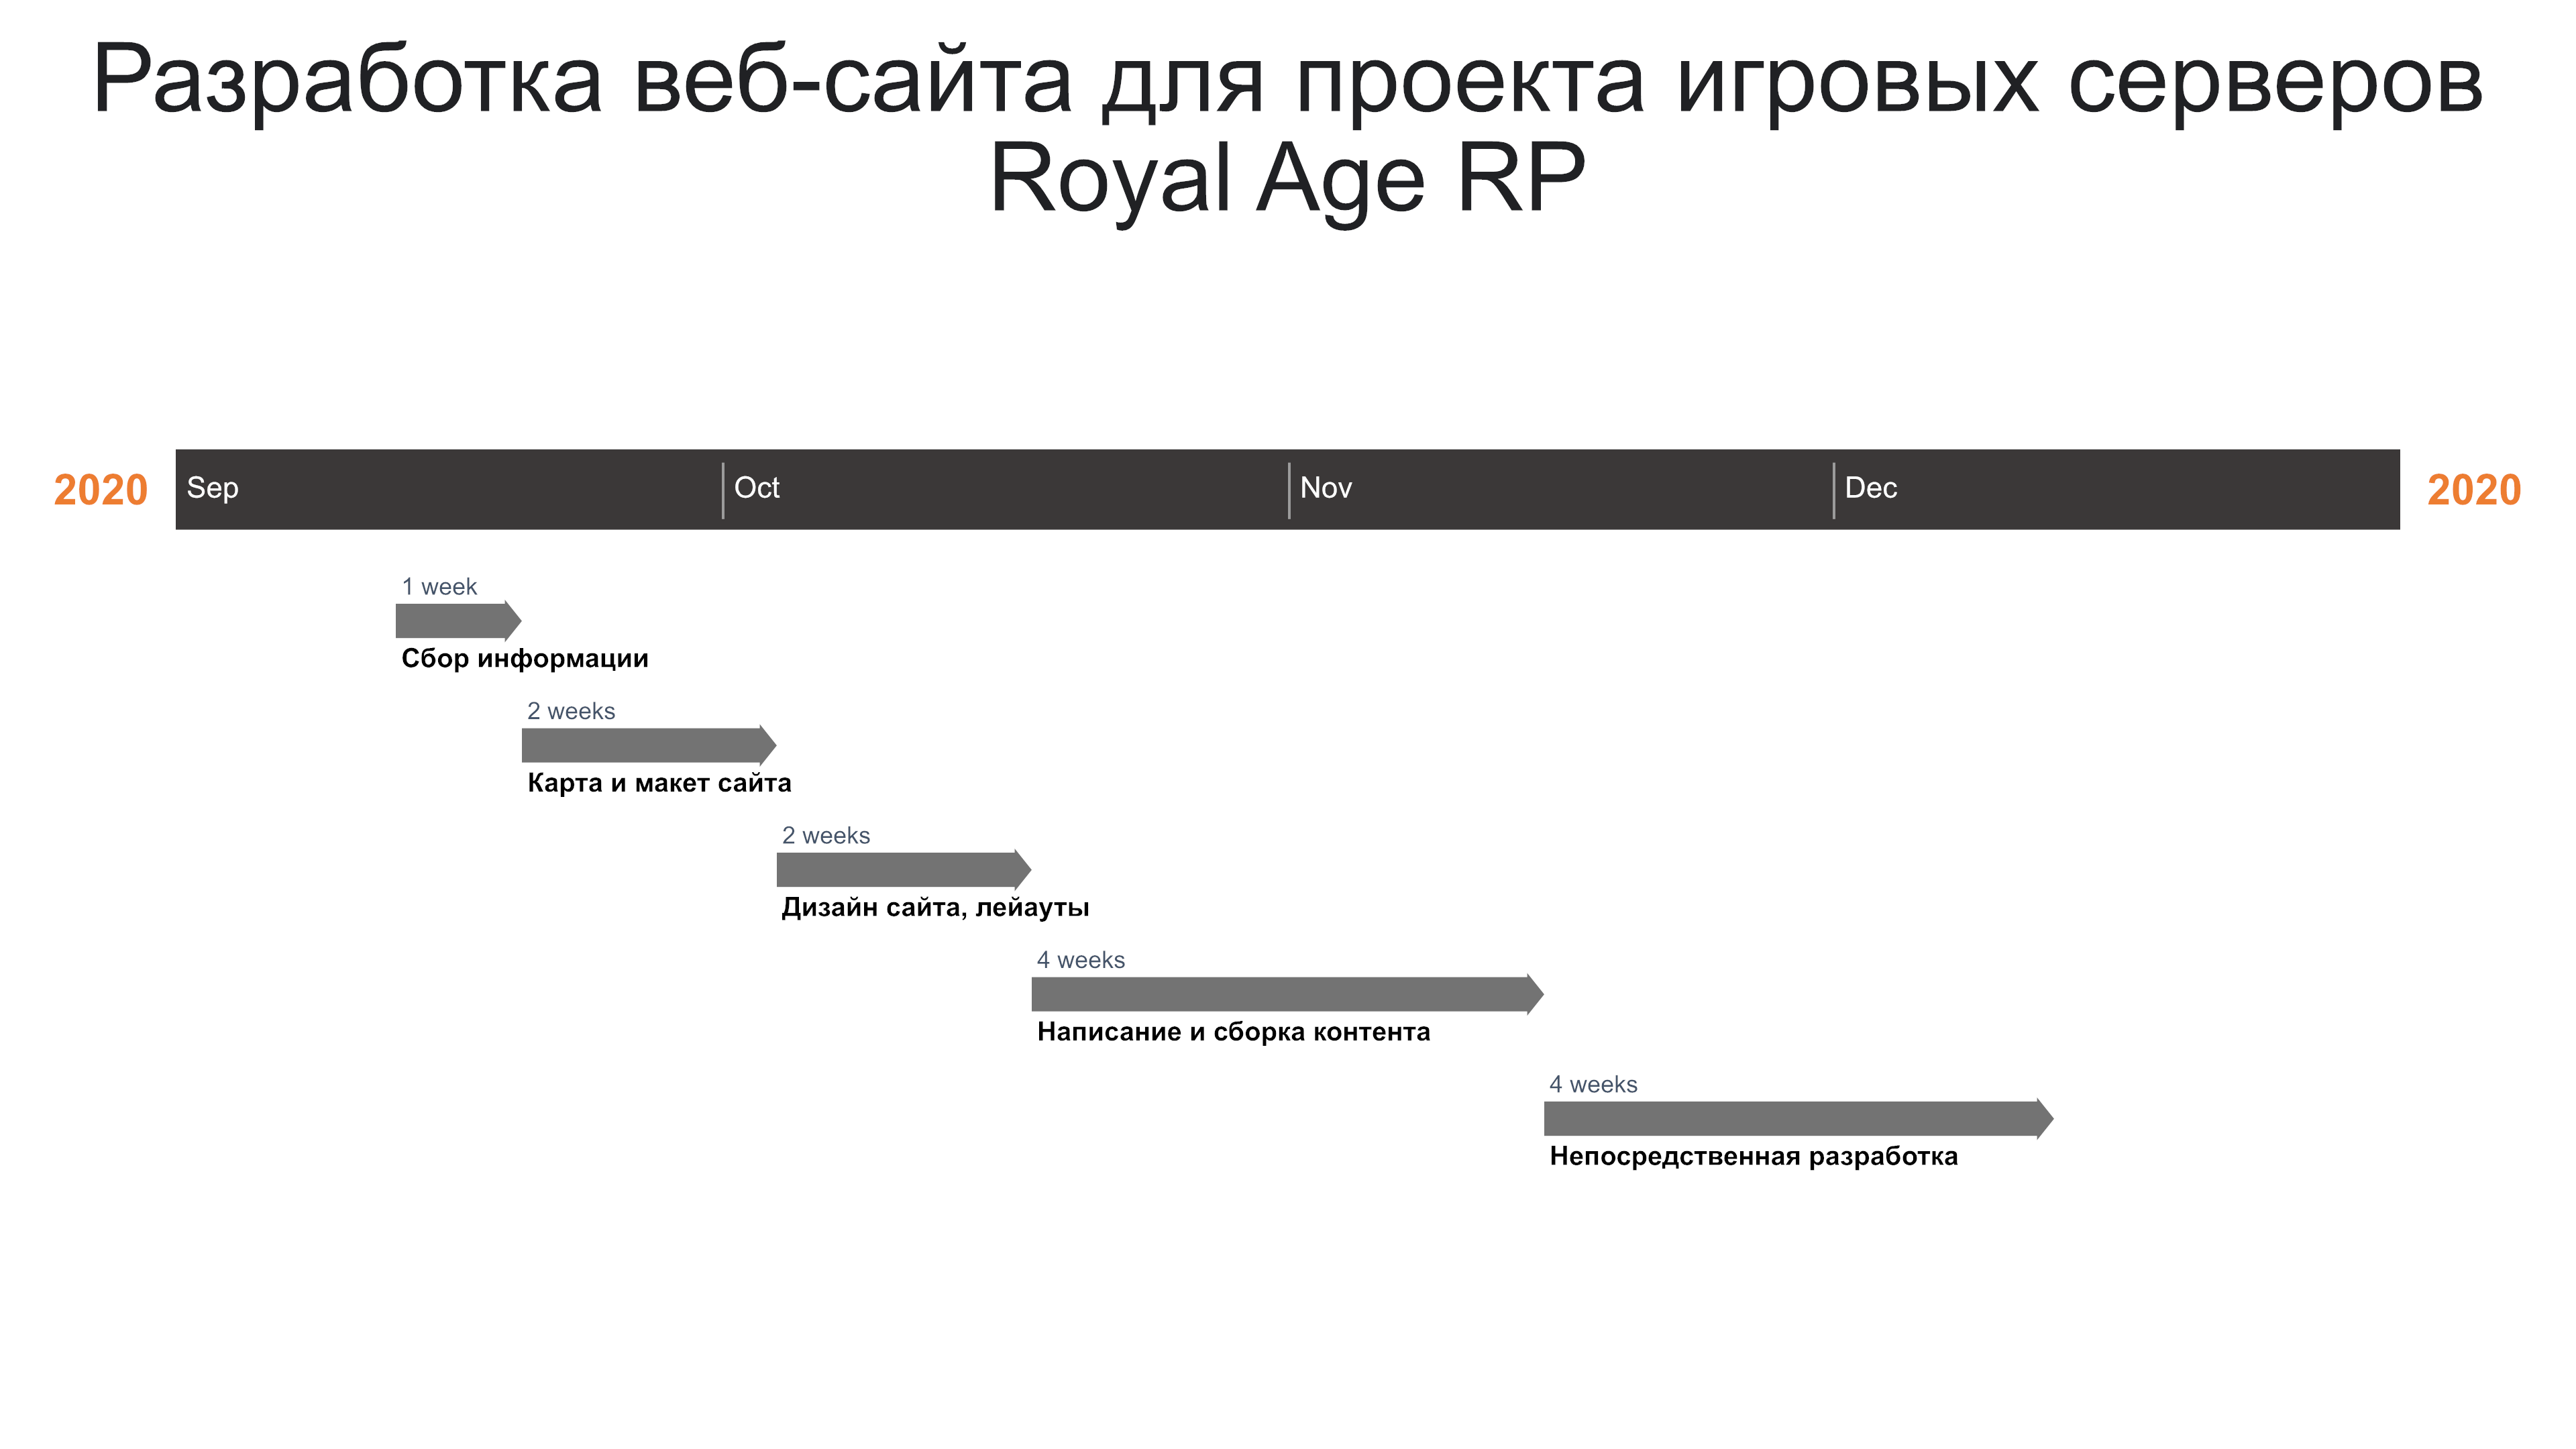 Разработка веб-сайта для проекта игровых серверов
Royal Age RP
2020 Sep Oct Nov Dec 2020
1 week
Сбор информации
2 weeks
Карта и макет сайта
2 weeks
Дизайн сайта, лейауты
4 weeks
Написание и сборка контента
4 weeks
Непосредственная разработка